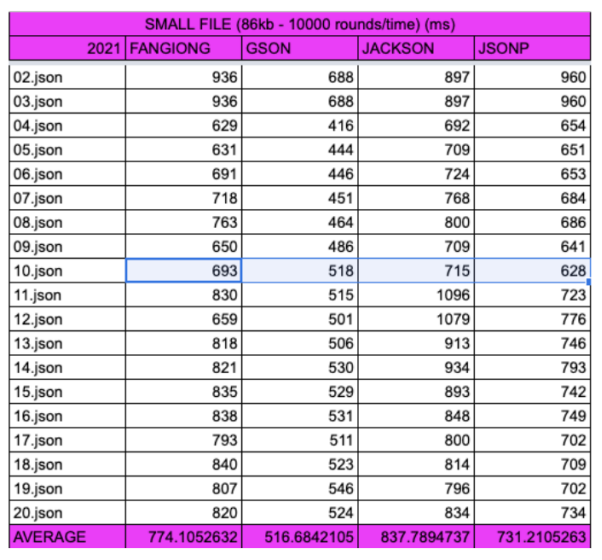 SMALL FILE (86kb - 10000 rounds/time) (ms)
2021 FANGIONG GSON JACKSON JSONP
02.json 936 688 897 960
03.json 936 688 897 960
04.json 629 416 692 654
05.json 631 444 709 651
06.json 691 446 724 653
07.json 718 451 768 684
08.json 763 464 800 686
09.json 650 486 709 641
10.json 693 518 715 628
11.json 830 515 1096 723
12.json 659 501 1079 776
13.json 818 506 913 746
14.json 821 530 934 793
15.json 835 529 893 742
16.json 838 531 848 749
17.json 793 511 800 702
18.json 840 523 814 709
19.json 807 546 796 702
20.json 820 524 834 734
AVERAGE 774.1052632 516.6842105 837.7894737 731.2105263